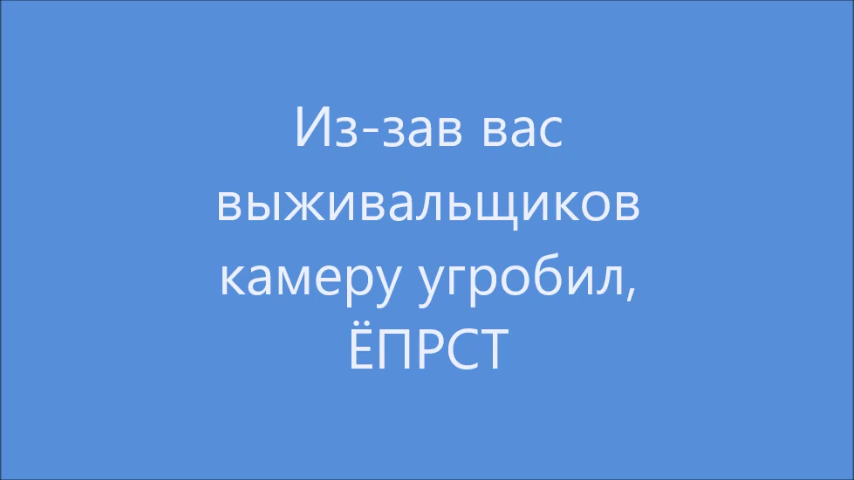 Из-зав вас
выживальщиков
камеру угробил,
ЁПРСТ